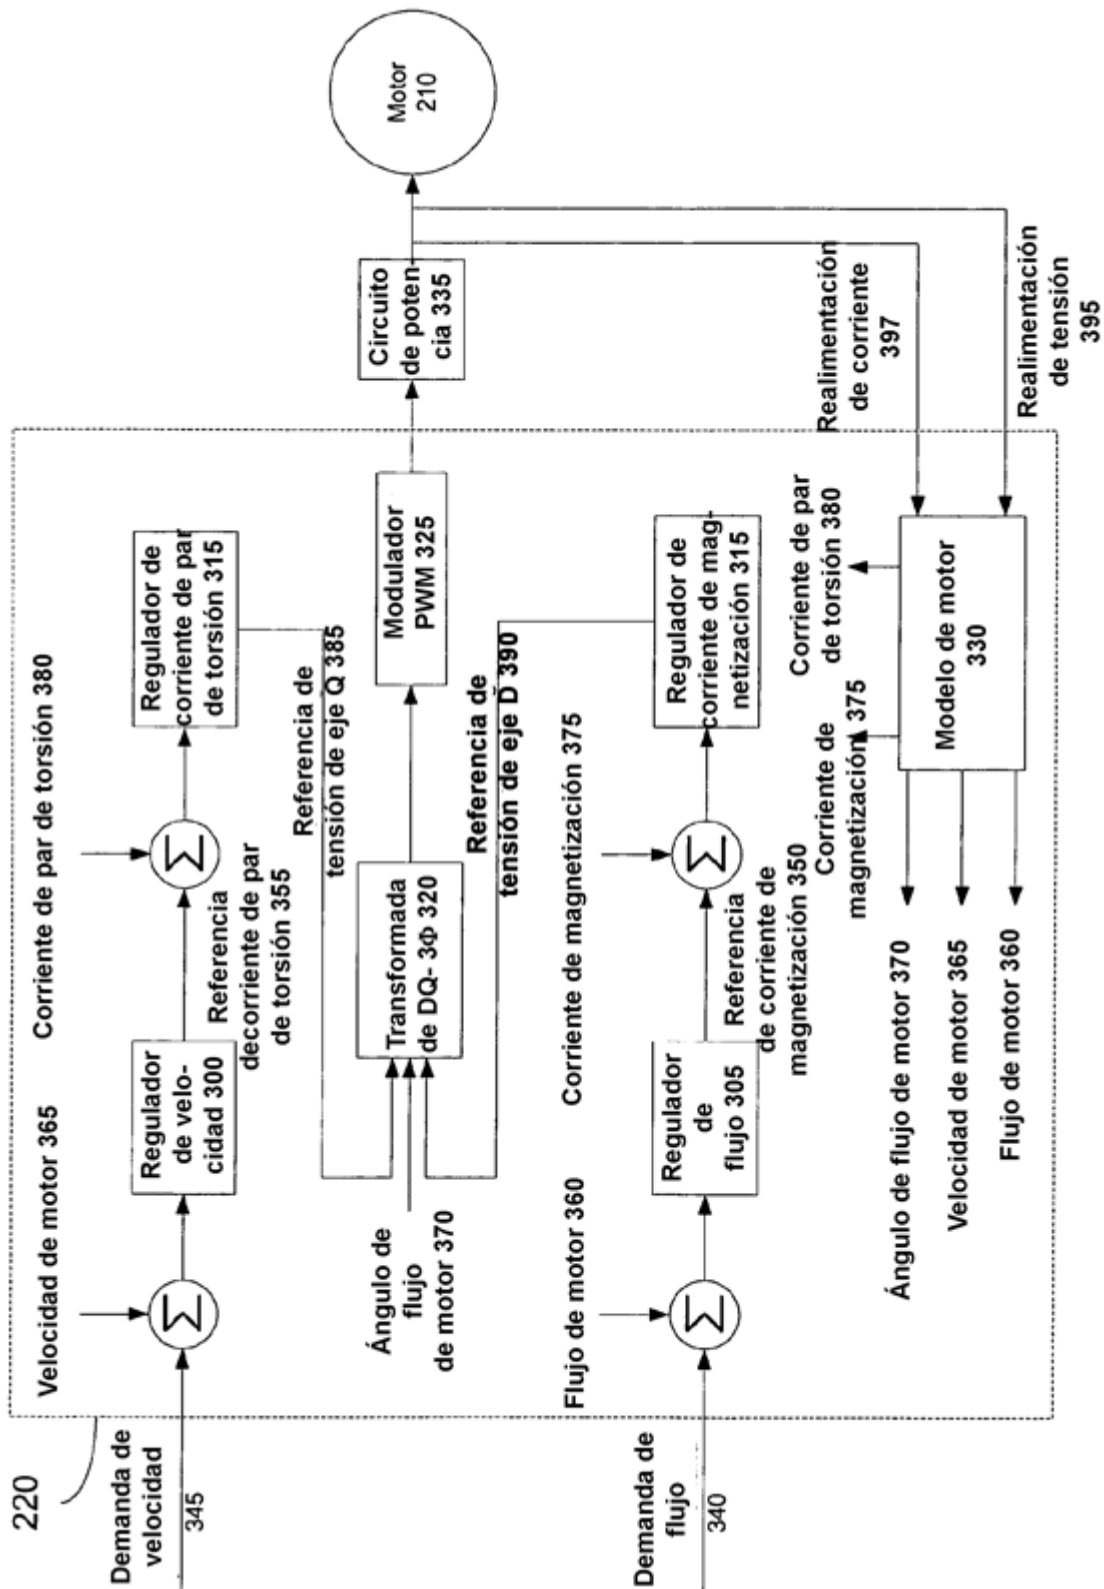 220
Demanda de
velocidad
345
Velocidad de motor 365
Σ
Regulador
de velo-
cidad 300
Referencia
decorriente de par
de torsión 355
Corriente de par de torsión 380
Σ
Regulador de
corriente de par
de torsión 315
Referencia de
tensión de eje Q 385
Ángulo de
flujo
de motor 370
Transformada
de DQ- 3Φ 320
Modulador
PWM 325
Circuito
de poten-
cia 335
Motor
210
Referencia de
tensión de eje D 390
Demanda de
flujo
340
Flujo de motor 360
Σ
Regulador
de
flujo 305
Referencia
de corriente de
magnetización 350
Corriente de magnetización 375
Σ
Regulador de
corriente de mag-
netización 315
Realimentación
de corriente
397
Realimentación
de tensión
395
Modelo de motor
330
Corriente de par
de torsión 380
Corriente de
magnetización 375
Ángulo de flujo de motor 370
Velocidad de motor 365
Flujo de motor 360